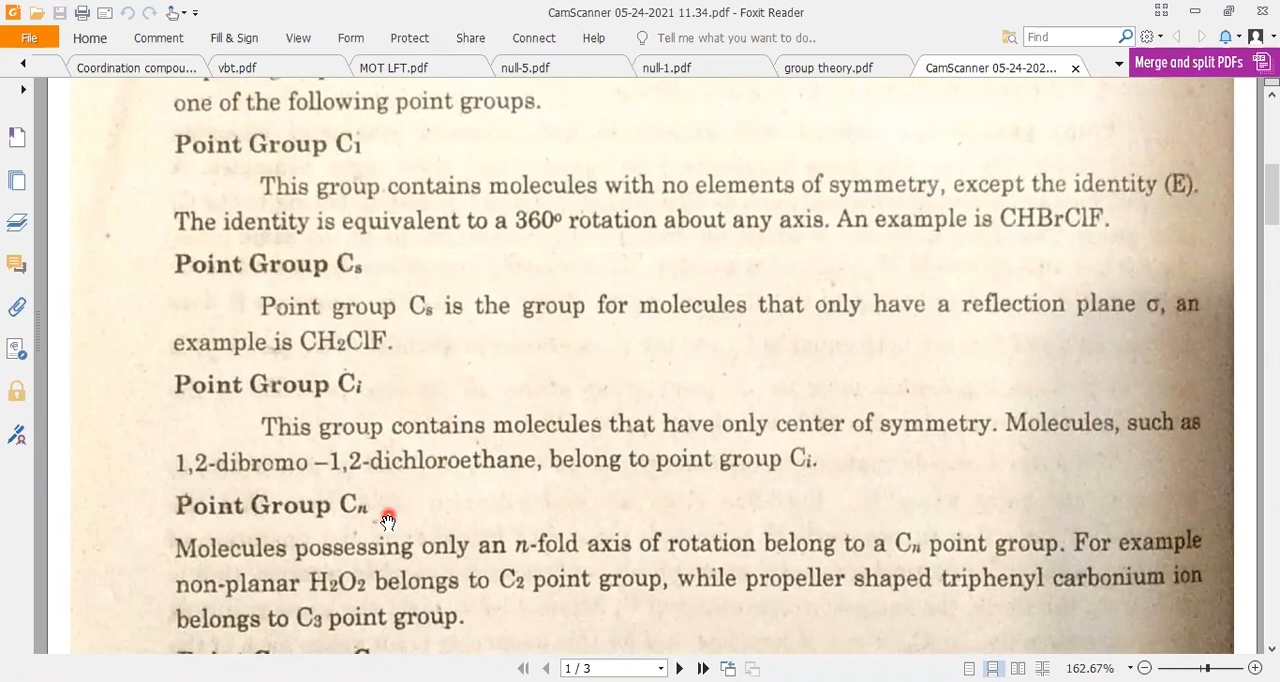 CamScanner 05-24-2021 11.34.pdf - Foxit Reader
File Home Comment Fill & Sign View Form Protect Share Connect Help Tell me what you want to do.. Find
Coordination compou... vbt.pdf MOT LFT.pdf null-5.pdf null-1.pdf group theory.pdf CamScanner 05-24-202... Merge and split PDFs
one of the following point groups.
Point Group C₁
This group contains molecules with no elements of symmetry, except the identity (E).
The identity is equivalent to a 360º rotation about any axis. An example is CHBrClF.
Point Group Cₛ
Point group Cₛ is the group for molecules that only have a reflection plane σ, an
example is CH₂ClF.
Point Group Cᵢ
This group contains molecules that have only center of symmetry. Molecules, such as
1,2-dibromo –1,2-dichloroethane, belong to point group Cᵢ.
Point Group Cₙ
Molecules possessing only an n-fold axis of rotation belong to a Cₙ point group. For example
non-planar H₂O₂ belongs to C₂ point group, while propeller shaped triphenyl carbonium ion
belongs to C₃ point group.
1 / 3 162.67%